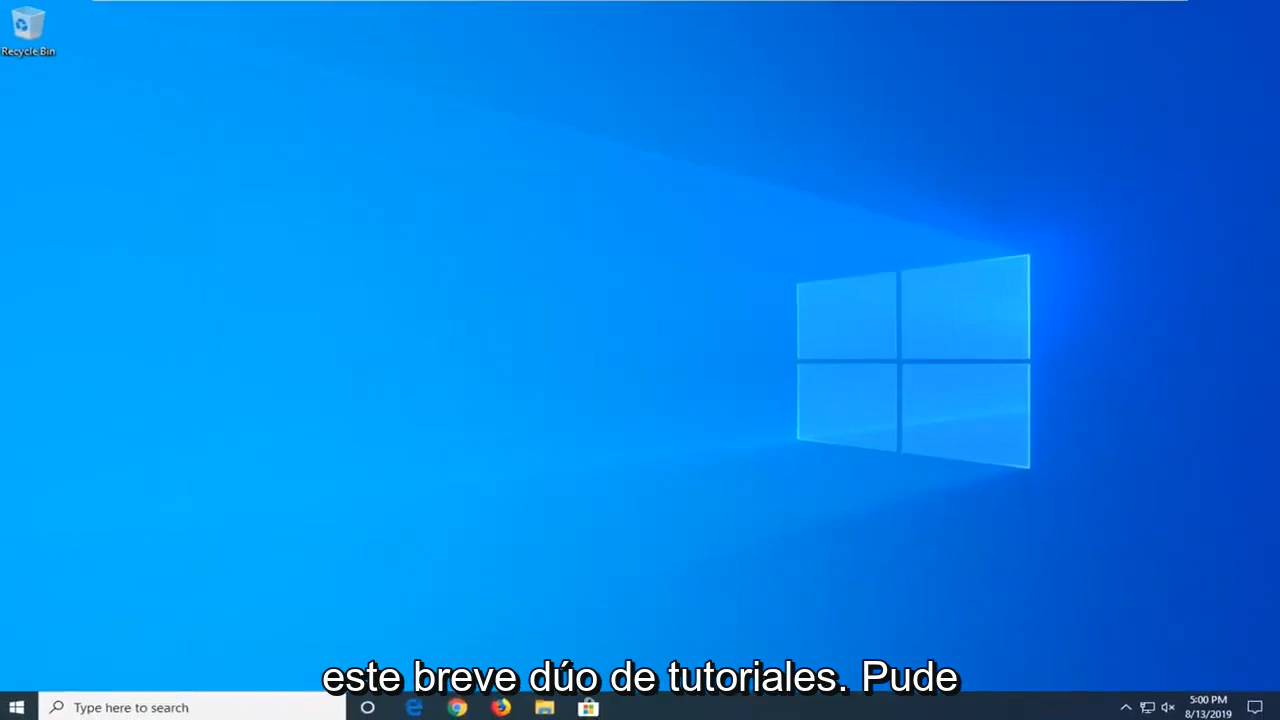 Recycle Bin
este breve dúo de tutoriales. Pude
Type here to search
5:00 PM
8/13/2019